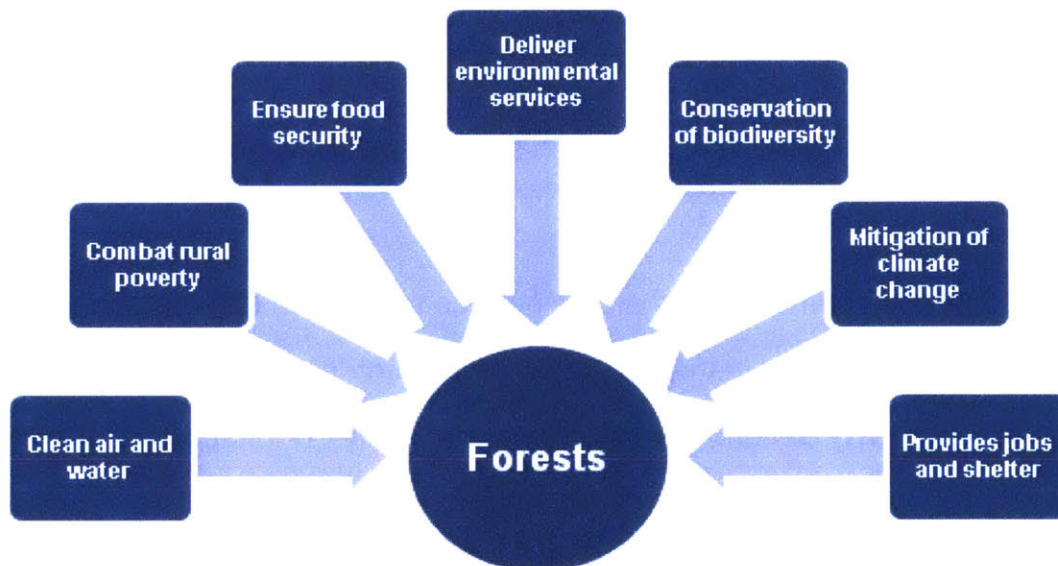 Deliver
environmental
services
Ensure food
security
Conservation
of biodiversity
Combat rural
poverty
Mitigation of
climate
change
Clean air and
water
Forests
Provides jobs
and shelter